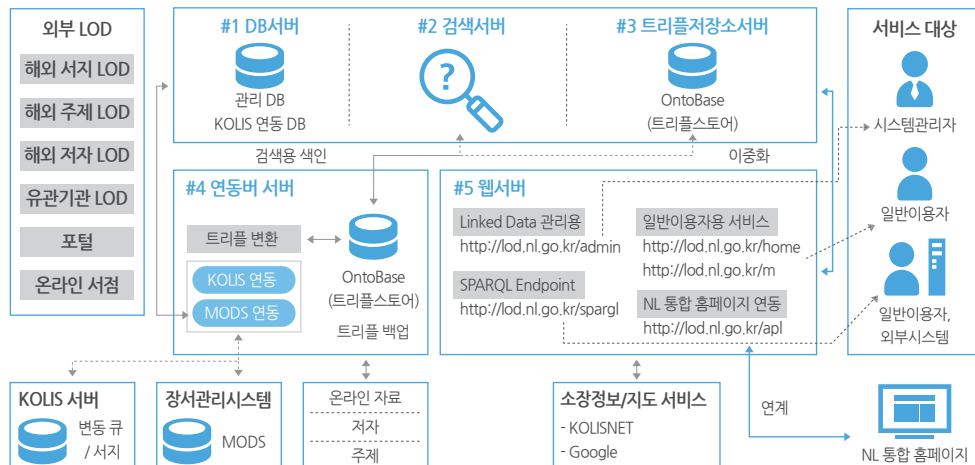 외부 LOD
해외 서지 LOD
해외 주제 LOD
해외 저자 LOD
유관기관 LOD
포털
온라인 서점
#1 DB서버
관리 DB
KOLIS 연동 DB
#2 검색서버
?
#3 트리플저장소서버
OntoBase
(트리플스토어)
검색용 색인
이중화
#4 연동버 서버
트리플 변환
KOLIS 연동
MODS 연동
OntoBase
(트리플스토어)
트리플 백업
#5 웹서버
Linked Data 관리용
http://lod.nl.go.kr/admin
SPARQL Endpoint
http://lod.nl.go.kr/spargl
일반이용자용 서비스
http://lod.nl.go.kr/home
http://lod.nl.go.kr/m
NL 통합 홈페이지 연동
http://lod.nl.go.kr/apl
서비스 대상
시스템관리자
일반이용자
일반이용자,
외부시스템
KOLIS 서버
변동 큐
/ 서지
장서관리시스템
MODS
온라인 자료
저자
주제
소장정보/지도 서비스
- KOLISNET
- Google
연계
NL 통합 홈페이지